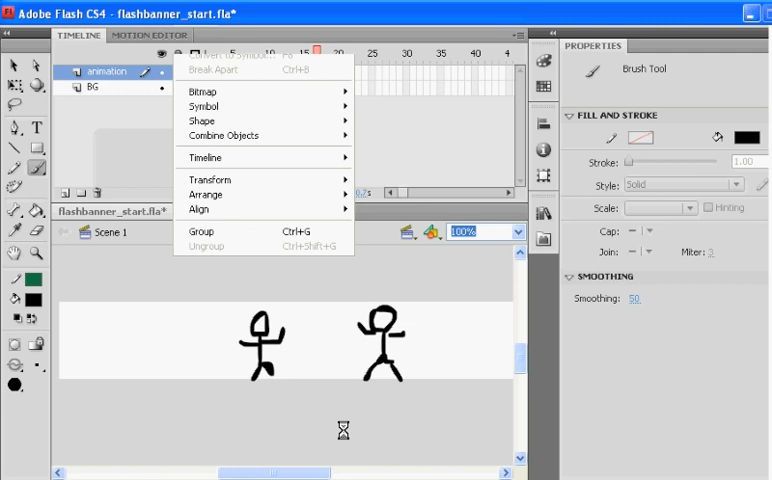 Adobe Flash CS4 - flashbanner_start.fla*
TIMELINE MOTION EDITOR
5 15 20 25 30 35 40 4
animation
BG
Convert to Symbol... F8
Break Apart Ctrl+B
Bitmap
Symbol
Shape
Combine Objects
Timeline
Transform
Arrange
Align
Group Ctrl+G
Ungroup Ctrl+Shift+G
flashbanner_start.fla*
Scene 1
100%
PROPERTIES
Brush Tool
FILL AND STROKE
Stroke: 1.00
Style: Solid
Scale: Hinting
Cap:
Join: Miter: 3
SMOOTHING
Smoothing: 50